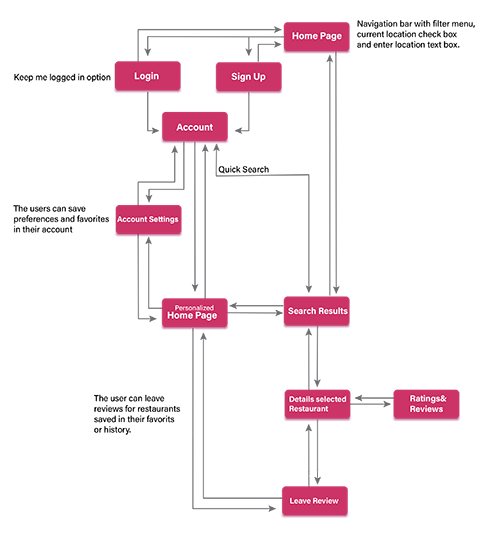 Home Page
Navigation bar with filter menu,
current location check box
and enter location text box.
Keep me logged in option
Login
Sign Up
Account
Quick Search
The users can save
preferences and favorites
in their account
Account Settings
Personalized
Home Page
Search Results
The user can leave
reviews for restaurants
saved in their favorits
or history.
Details selected
Restaurant
Ratings&
Reviews
Leave Review